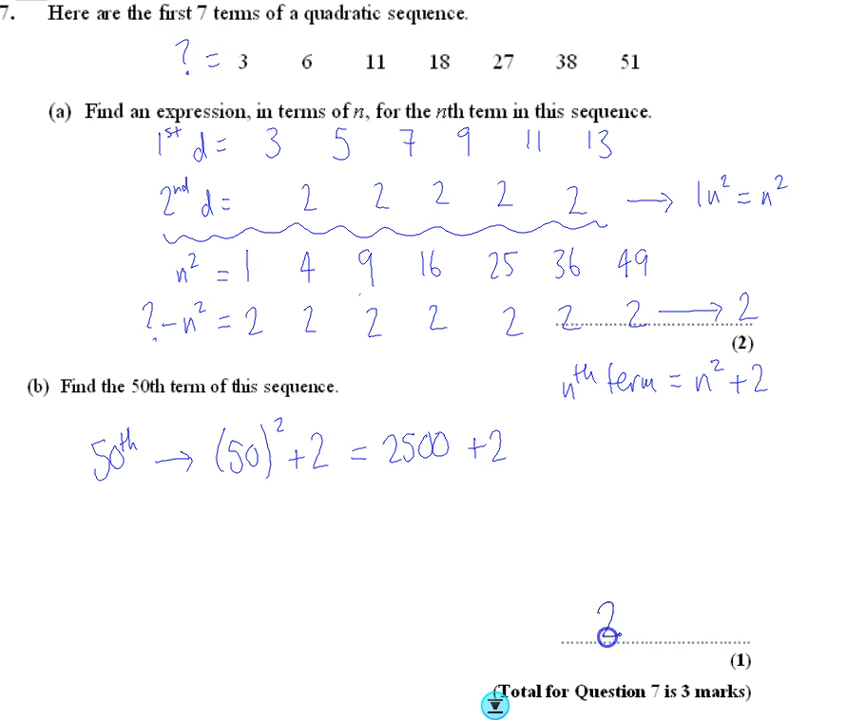 7. Here are the first 7 terms of a quadratic sequence.
? = 3 6 11 18 27 38 51
(a) Find an expression, in terms of n, for the nth term in this sequence.
1st d = 3 5 7 9 11 13
2nd d = 2 2 2 2 2 → 1n² = n²
n² = 1 4 9 16 25 36 49
? - n² = 2 2 2 2 2 2 2 → 2
(2)
nth term = n² + 2
(b) Find the 50th term of this sequence.
50th → (50)² + 2 = 2500 + 2
2
(1)
(Total for Question 7 is 3 marks)